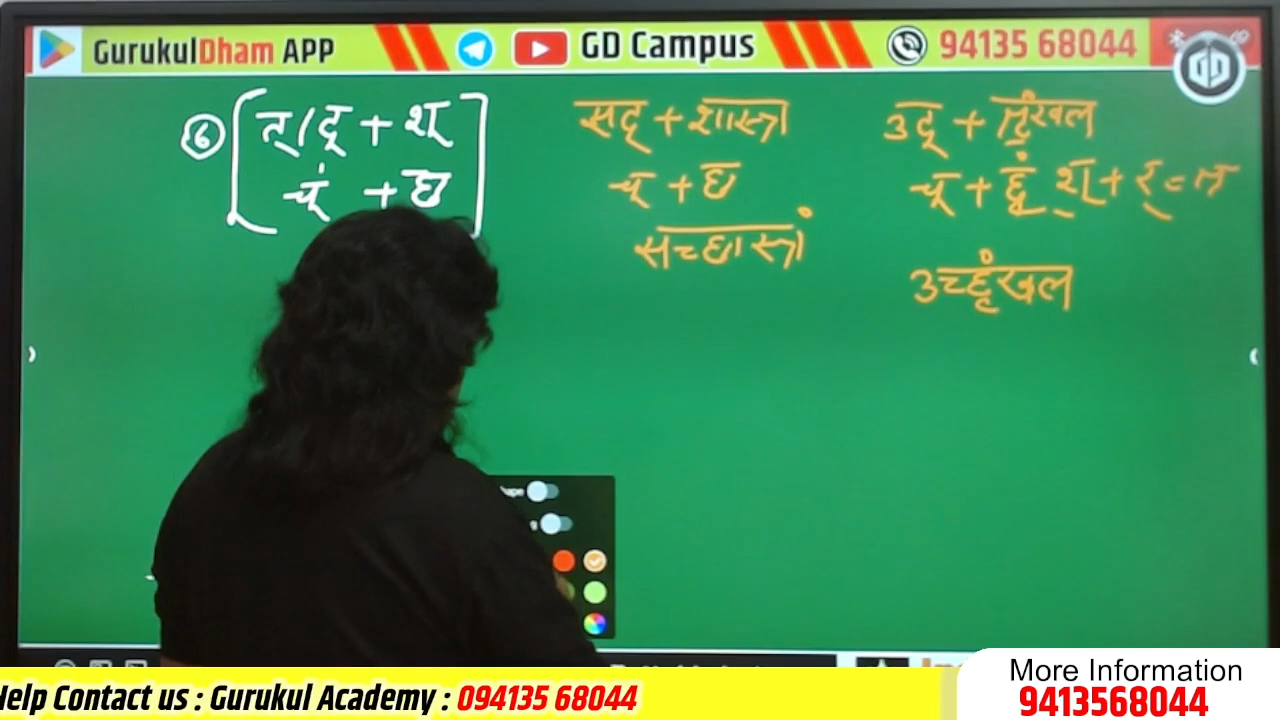 GurukulDham APP
GD Campus
94135 68044
GD
⑥ त्/द् + श्
च् + छ
सद् + शास्त्रा
च् + छ
सच्छास्त्रां
उद् + शृंखल
च् + छृं श् + र् = श्र
उच्छृंखल
Help Contact us : Gurukul Academy : 094135 68044
More Information
9413568044